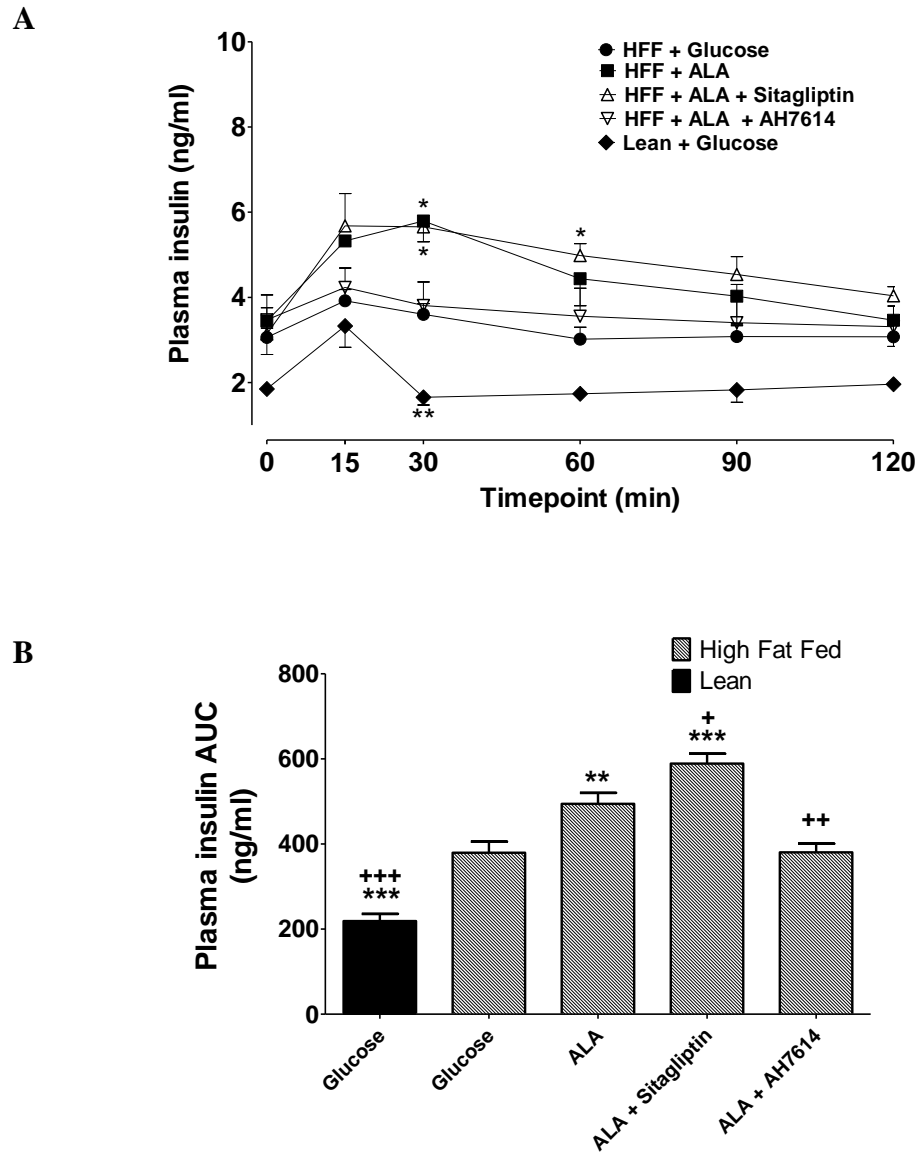 A
HFF + Glucose
HFF + ALA
HFF + ALA + Sitagliptin
HFF + ALA + AH7614
Lean + Glucose
Plasma insulin (ng/ml)
10
8
6
4
2
*
*
*
**
0 15 30 60 90 120
Timepoint (min)
B
High Fat Fed
Lean
Plasma insulin AUC
(ng/ml)
800
600
400
200
0
+++
***
**
+
***
++
Glucose
Glucose
ALA
ALA + Sitagliptin
ALA + AH7614